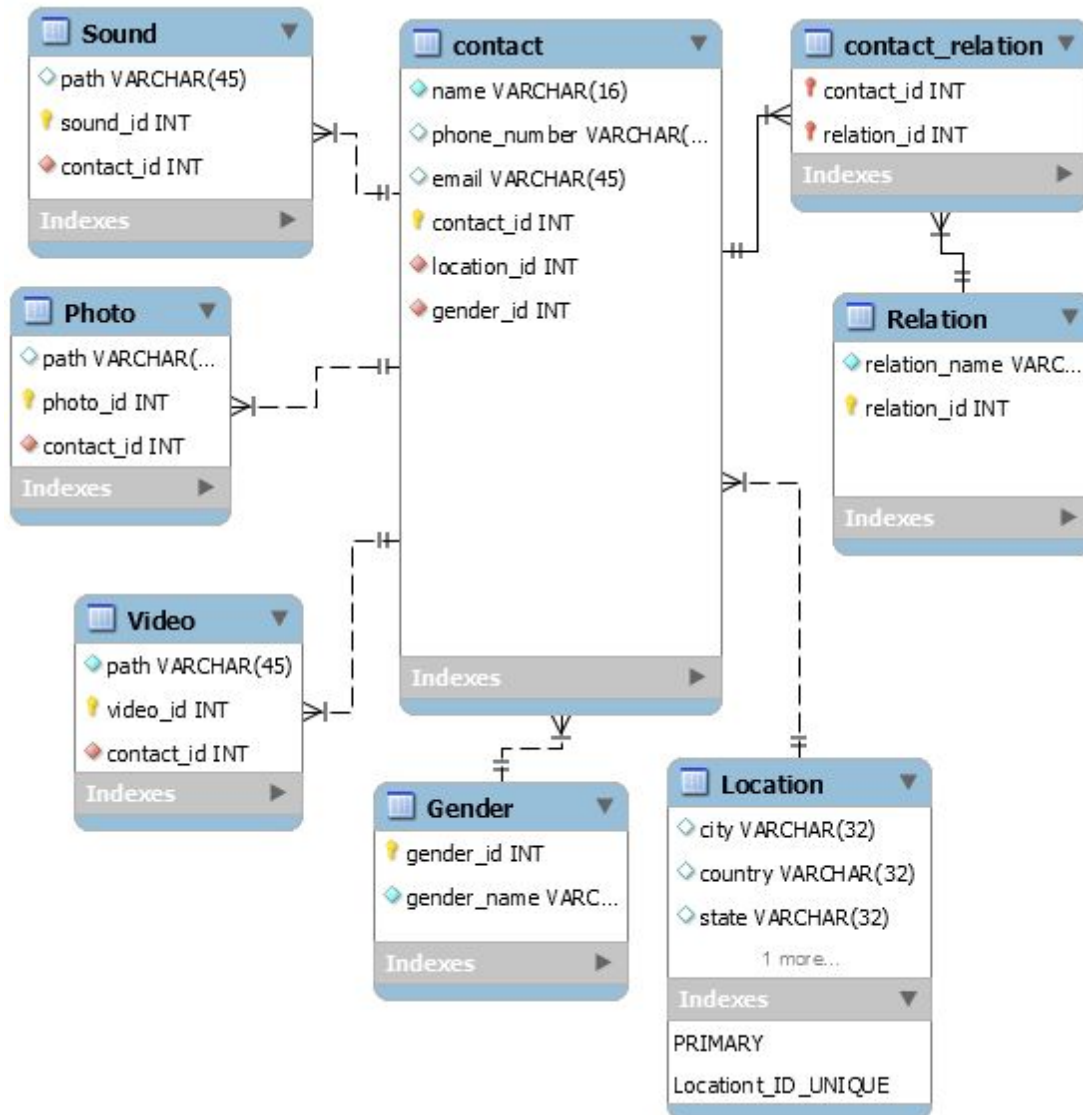 Sound
path VARCHAR(45)
sound_id INT
contact_id INT
Indexes
contact
name VARCHAR(16)
phone_number VARCHAR(...
email VARCHAR(45)
contact_id INT
location_id INT
gender_id INT
Indexes
contact_relation
contact_id INT
relation_id INT
Indexes
Photo
path VARCHAR(...
photo_id INT
contact_id INT
Indexes
Relation
relation_name VARC...
relation_id INT
Indexes
Video
path VARCHAR(45)
video_id INT
contact_id INT
Indexes
Gender
gender_id INT
gender_name VARC...
Indexes
Location
city VARCHAR(32)
country VARCHAR(32)
state VARCHAR(32)
1 more...
Indexes
PRIMARY
Locationt_ID_UNIQUE